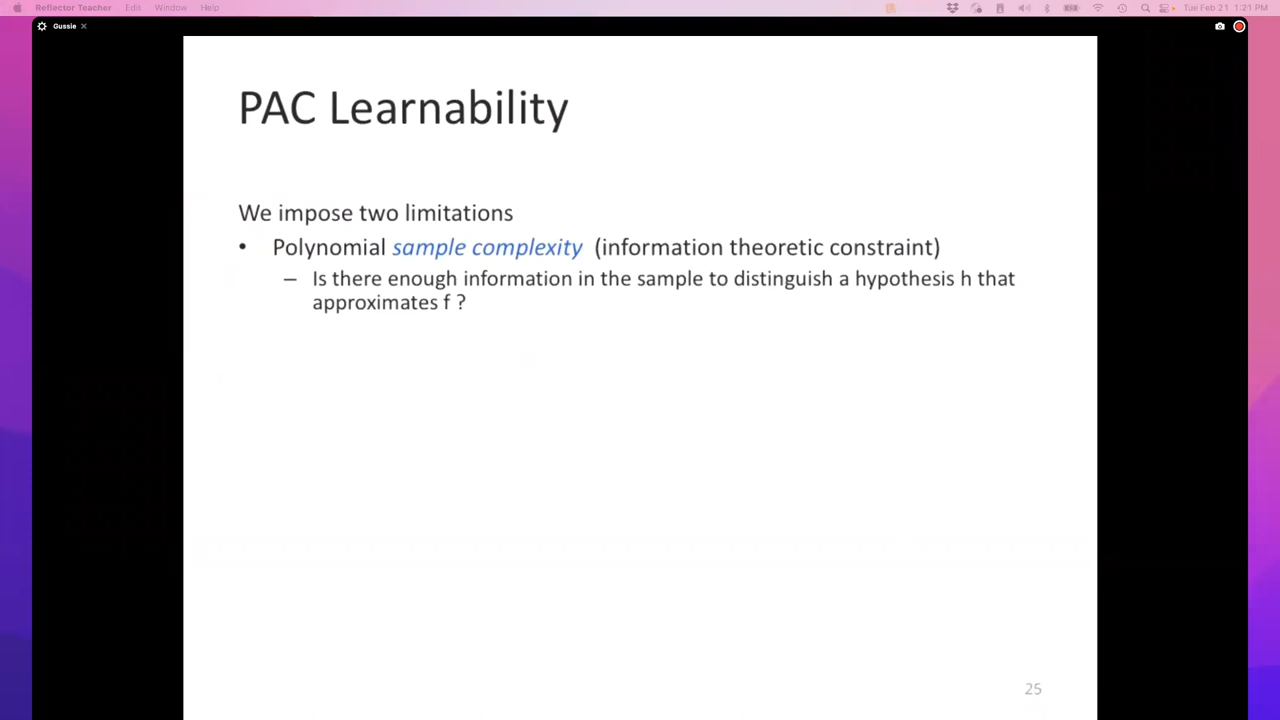 Reflector Teacher Edit Window Help Tue Feb 21 1:21 PM
Gussie
PAC Learnability
We impose two limitations
• Polynomial sample complexity (information theoretic constraint)
– Is there enough information in the sample to distinguish a hypothesis h that
approximates f ?
25